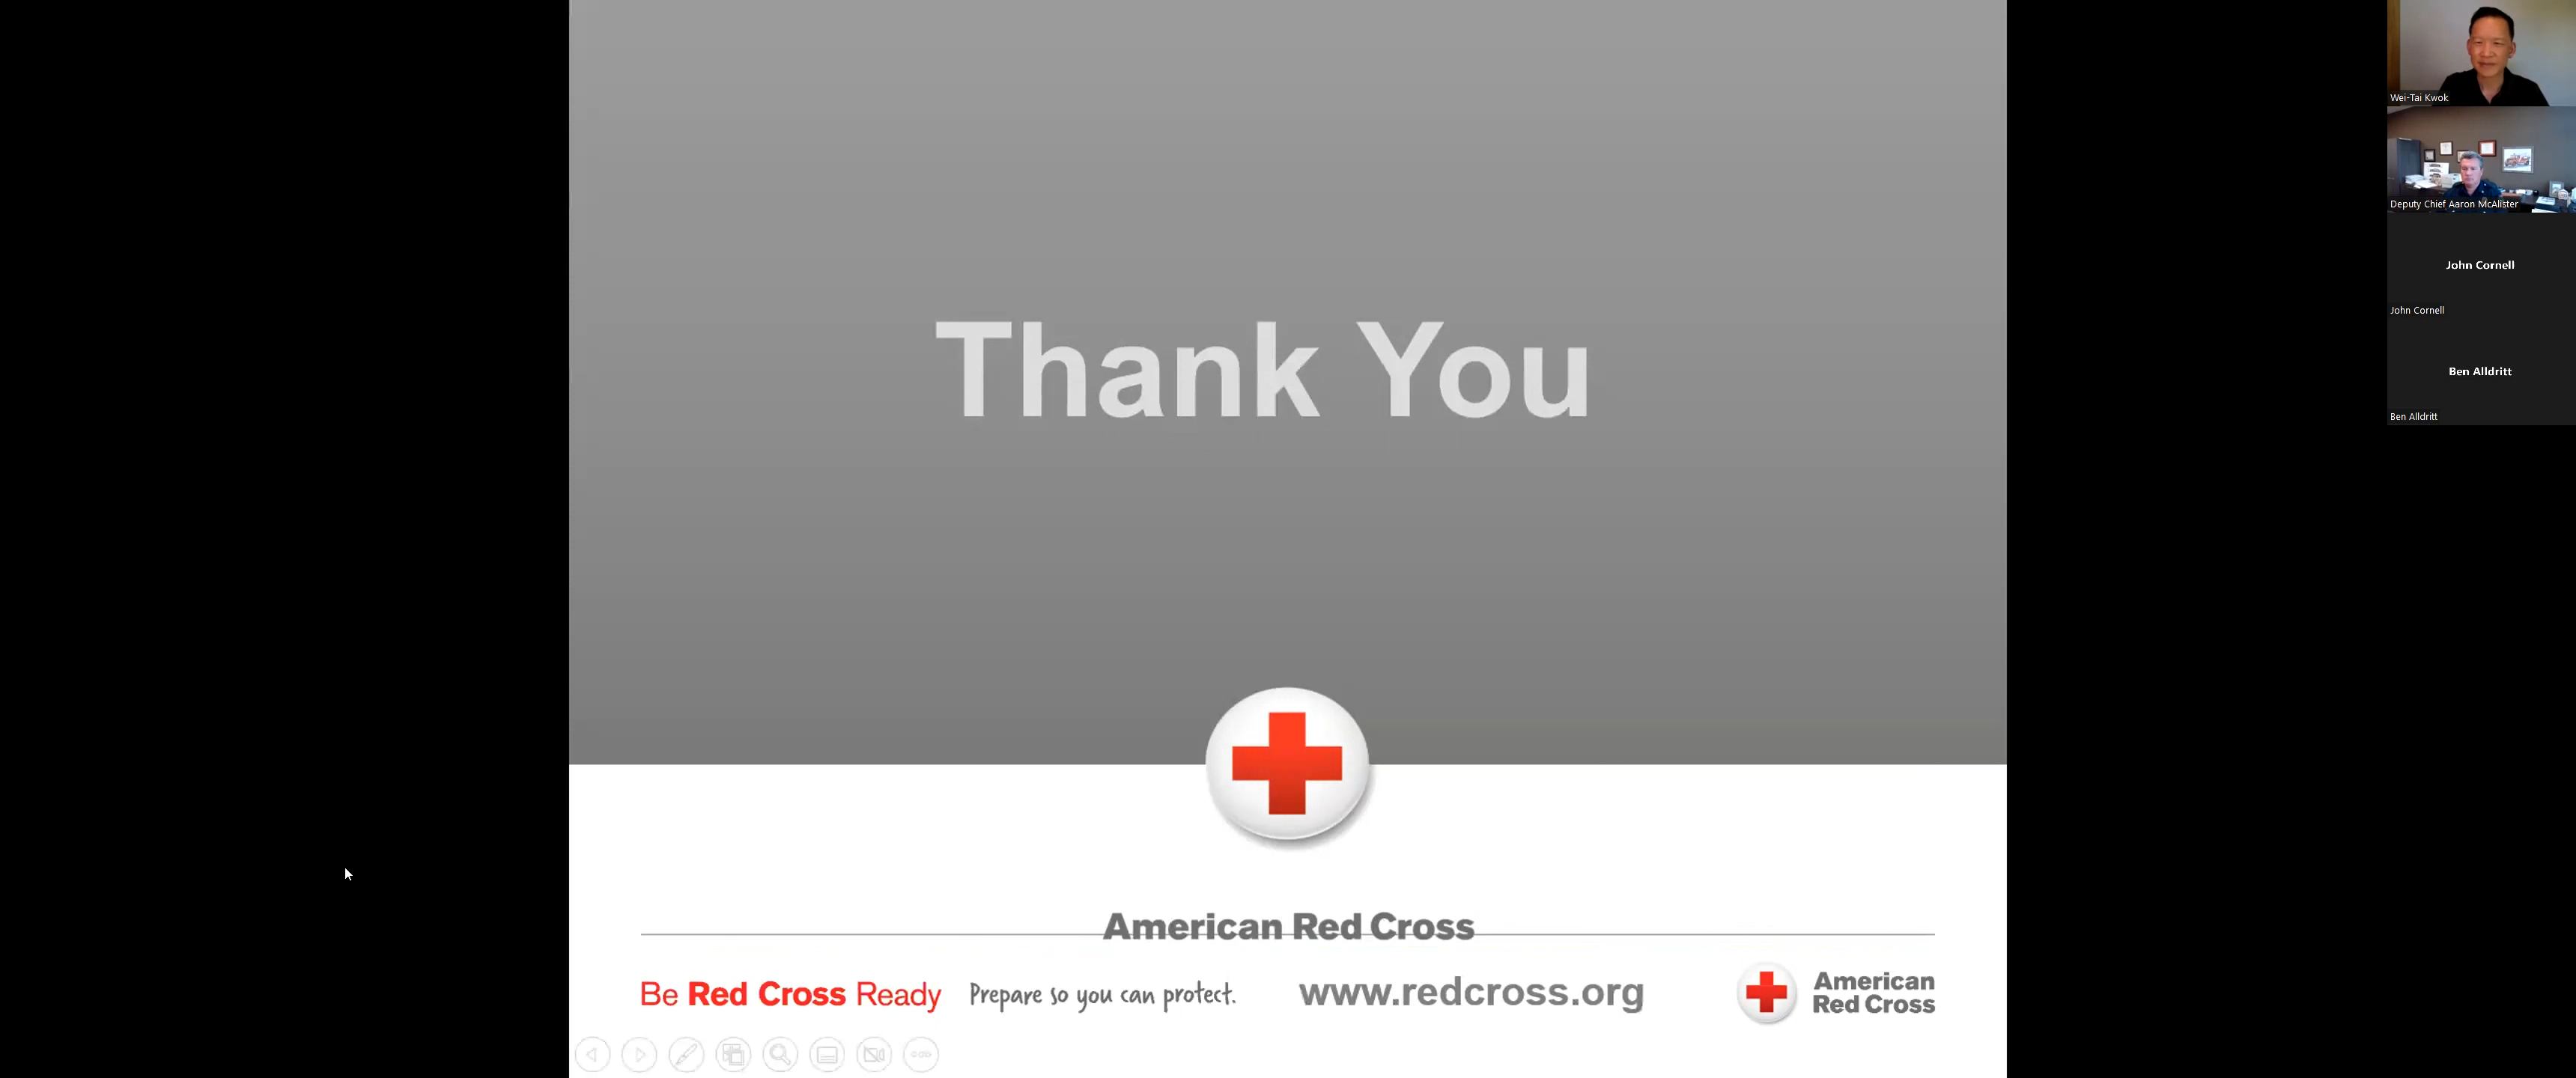 Thank You
American Red Cross
Be Red Cross Ready
Prepare so you can protect.
www.redcross.org
American
Red Cross
Wei-Tai Kwok
Deputy Chief Aaron McAlister
John Cornell
John Cornell
Ben Alldritt
Ben Alldritt